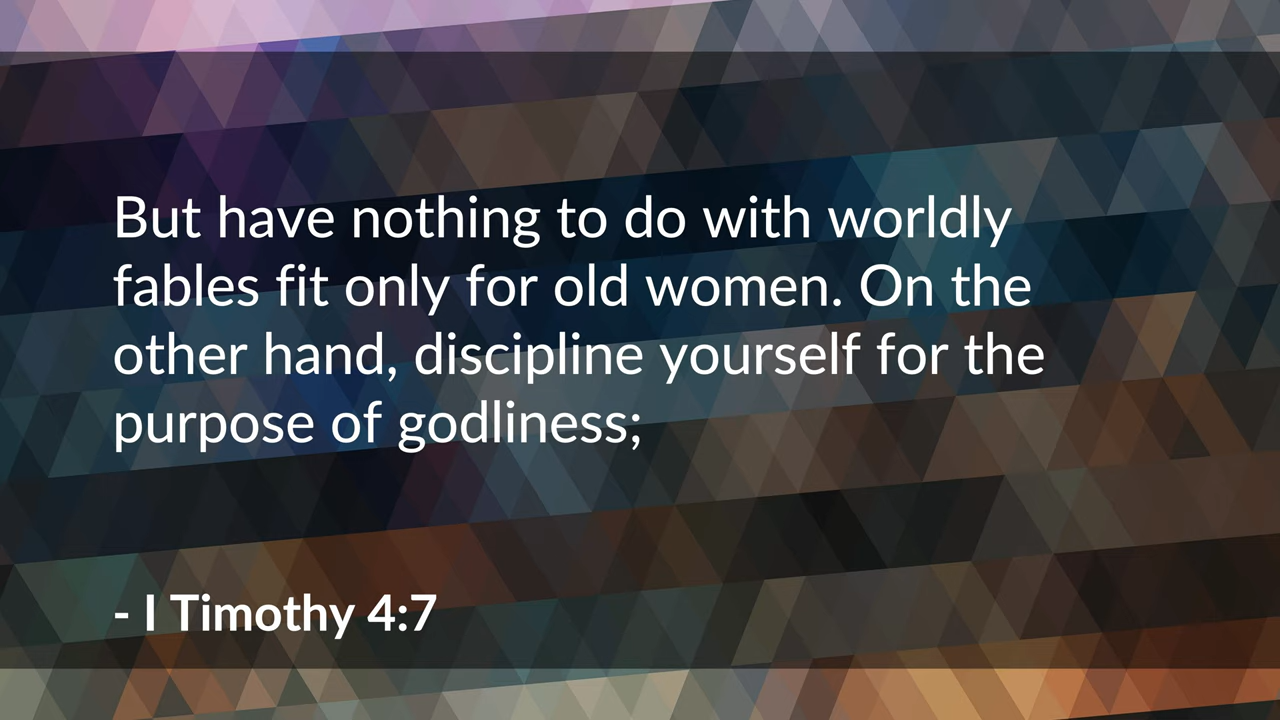 But have nothing to do with worldly
fables fit only for old women. On the
other hand, discipline yourself for the
purpose of godliness;
- I Timothy 4:7